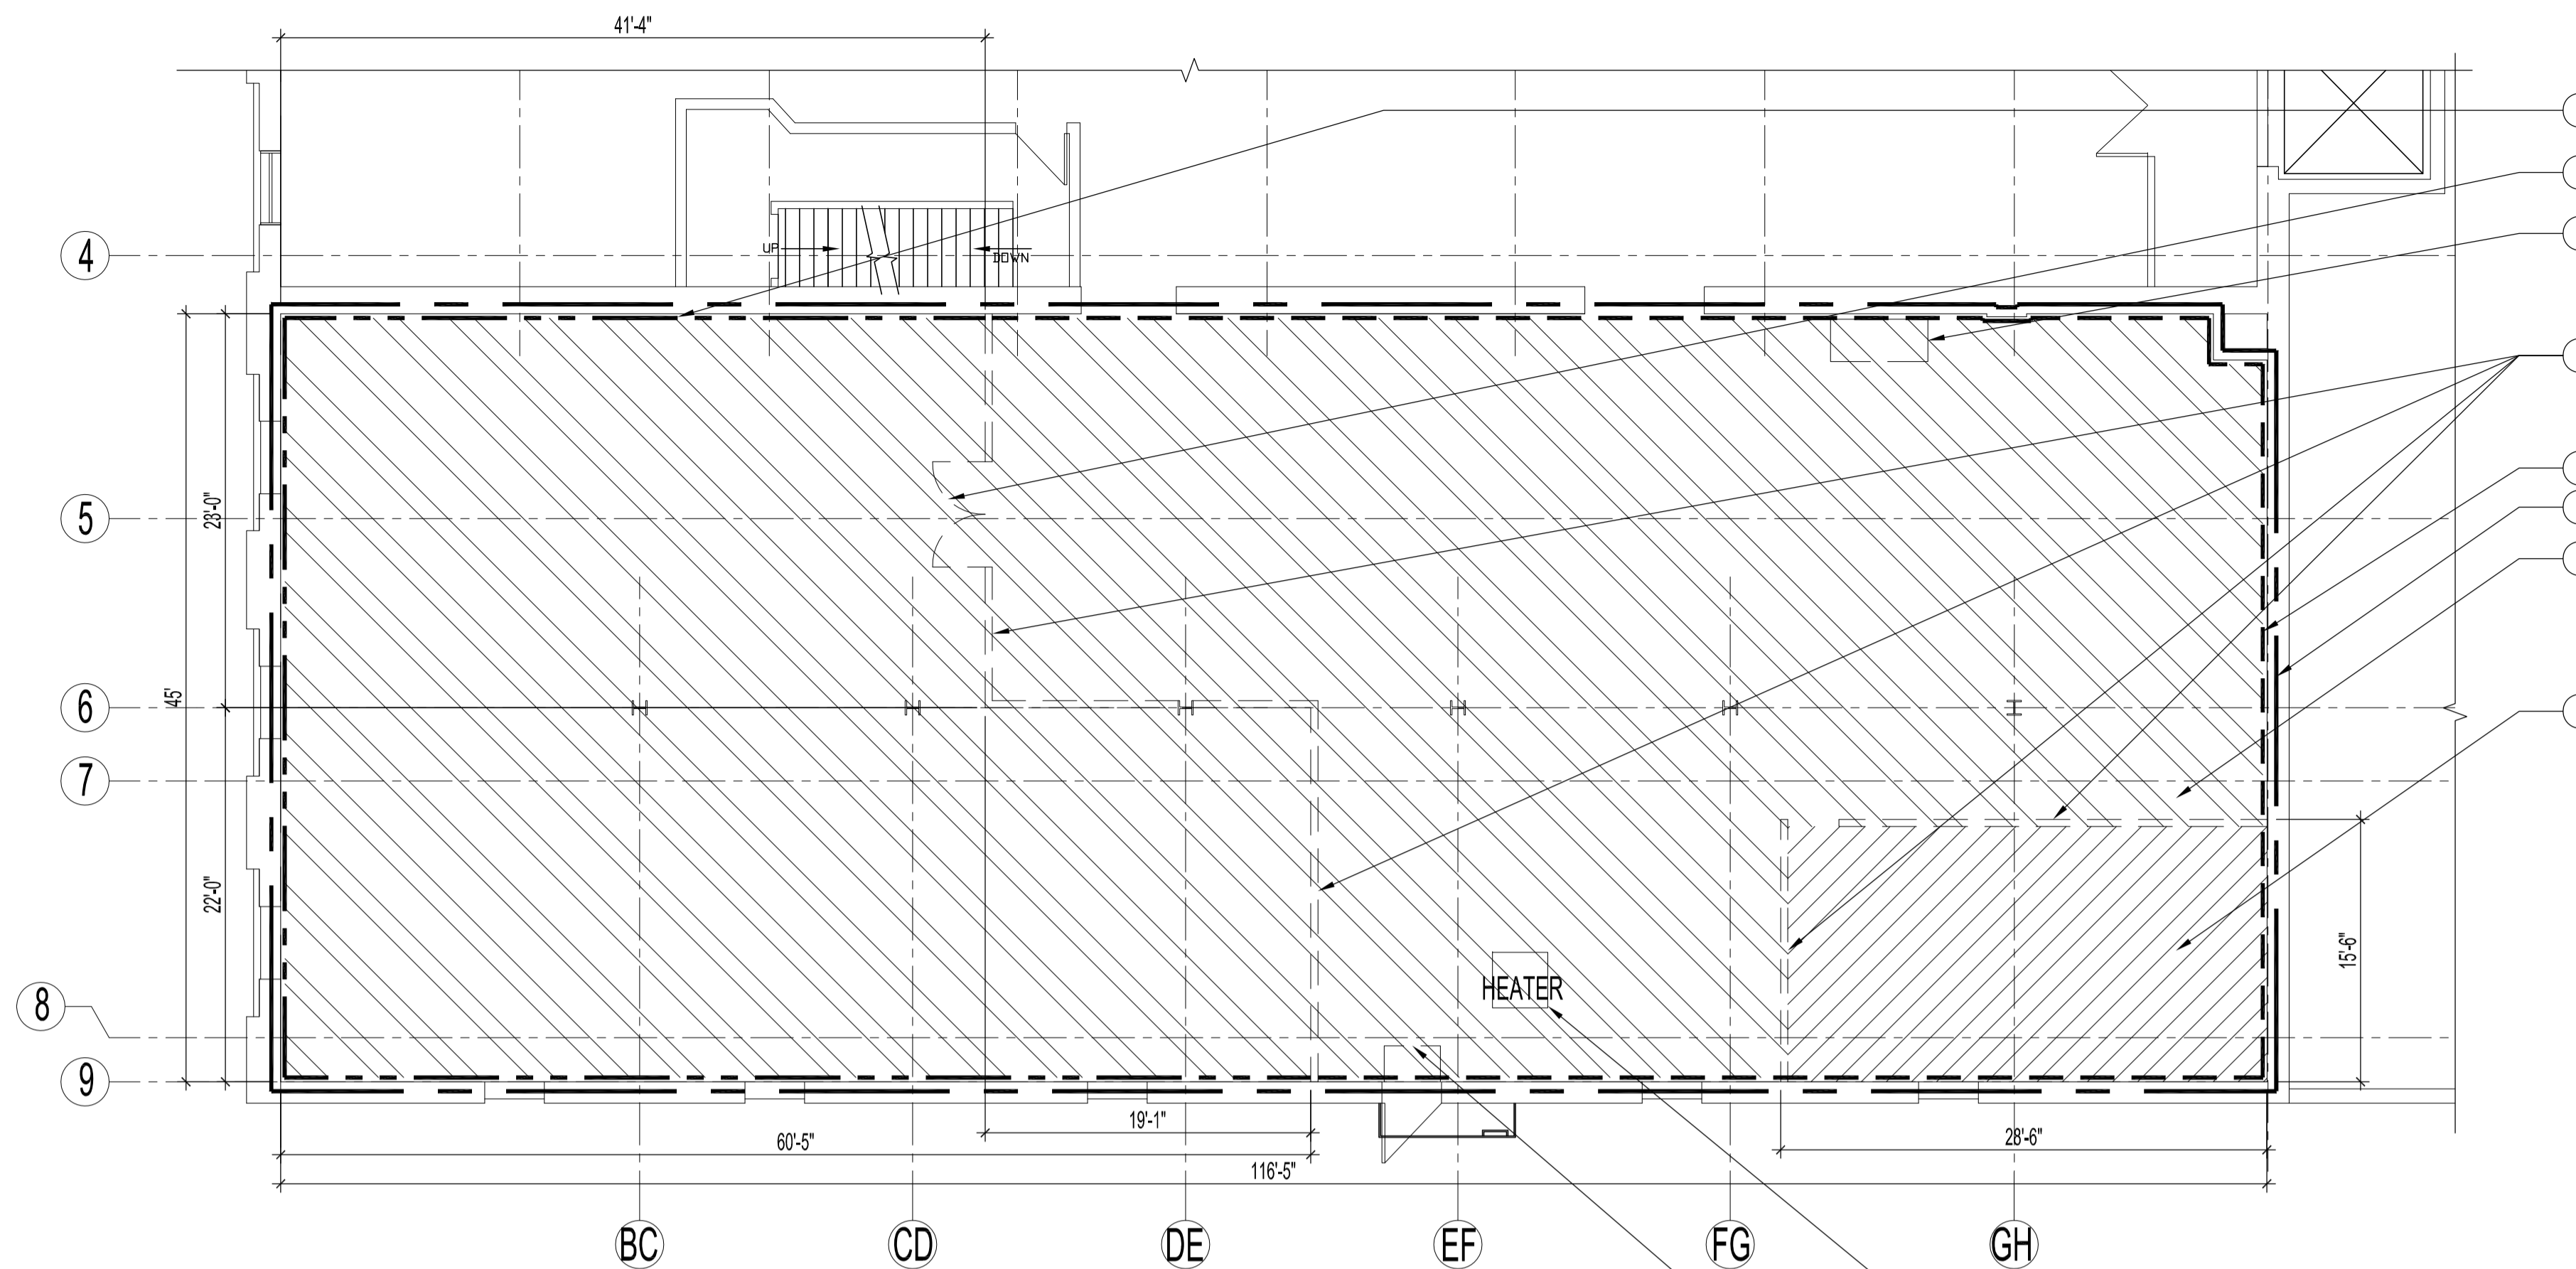 41'-4"
UP
DOWN
4
5
23'-0"
6
45'
7
22'-0"
15'-6"
HEATER
8
9
19'-1"
60'-5"
28'-6"
116'-5"
BC
CD
DE
EF
FG
GH